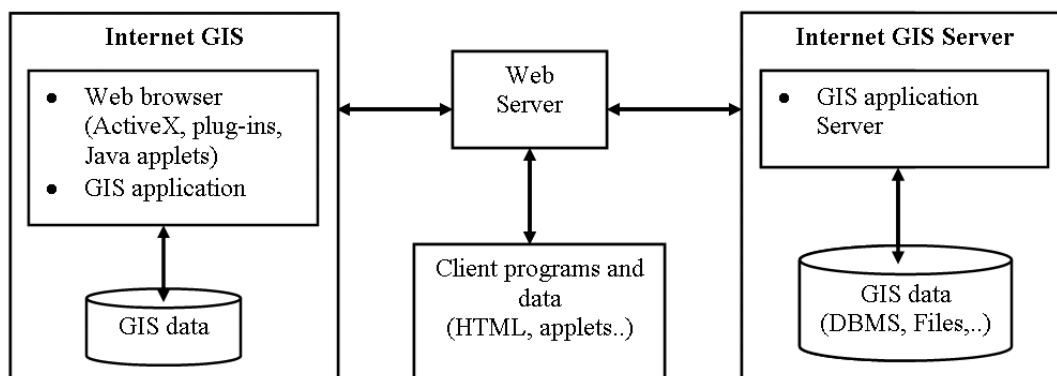 Internet GIS
● Web browser
(ActiveX, plug-ins,
Java applets)
● GIS application
GIS data
Web
Server
Client programs and
data
(HTML, applets..)
Internet GIS Server
● GIS application
Server
GIS data
(DBMS, Files,..)